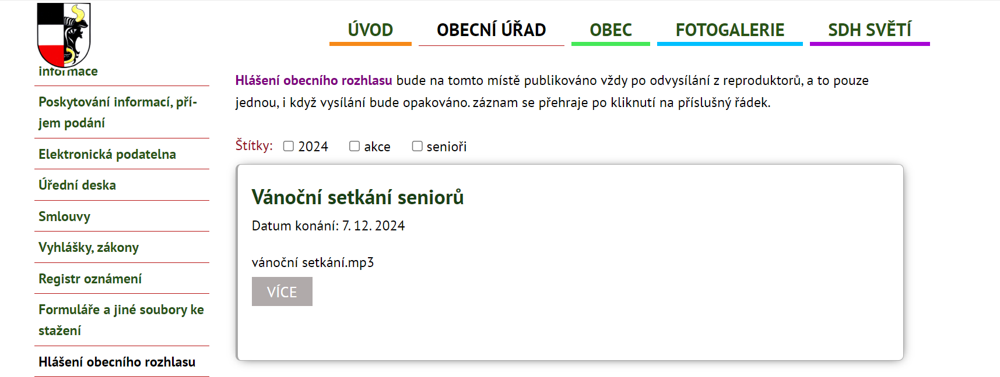 ÚVOD
OBECNÍ ÚŘAD
OBEC
FOTOGALERIE
SDH SVĚTÍ
informace
Poskytování informací, pří-
jem podání
Elektronická podatelna
Úřední deska
Smlouvy
Vyhlášky, zákony
Registr oznámení
Formuláře a jiné soubory ke
stažení
Hlášení obecního rozhlasu
Hlášení obecního rozhlasu bude na tomto místě publikováno vždy po odvysílání z reproduktorů, a to pouze
jednou, i když vysílání bude opakováno. záznam se přehraje po kliknutí na příslušný řádek.
Štítky: 2024 akce senioři
Vánoční setkání seniorů
Datum konání: 7. 12. 2024
vánoční setkání.mp3
VÍCE